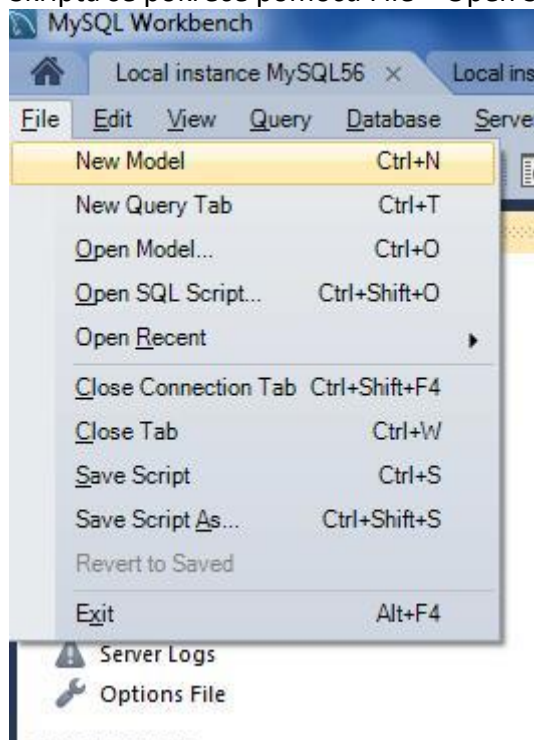 MySQL Workbench
Local instance MySQL56 × Local ins
File Edit View Query Database Serve
New Model Ctrl+N
New Query Tab Ctrl+T
Open Model... Ctrl+O
Open SQL Script... Ctrl+Shift+O
Open Recent
Close Connection Tab Ctrl+Shift+F4
Close Tab Ctrl+W
Save Script Ctrl+S
Save Script As... Ctrl+Shift+S
Revert to Saved
Exit Alt+F4
Server Logs
Options File